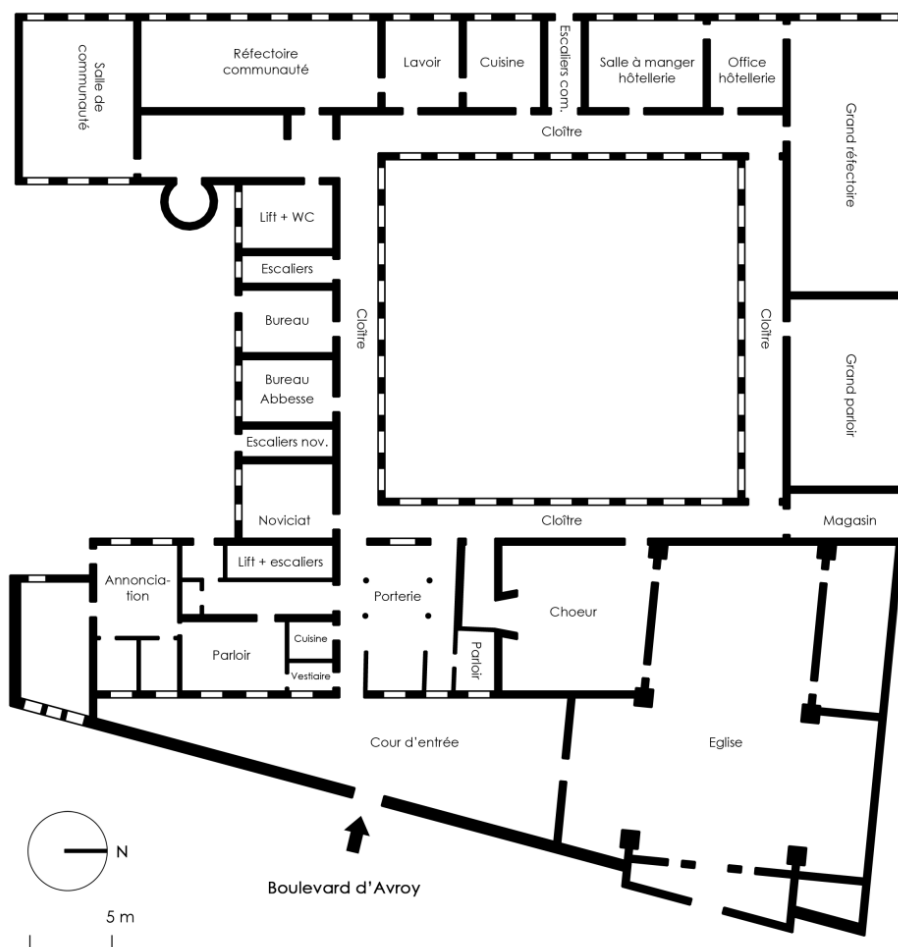 Salle de
communauté
Réfectoire
communauté
Lavoir
Cuisine
Escaliers com.
Salle à manger
hôtellerie
Office
hôtellerie
Cloître
Grand réfectoire
Lift + WC
Escaliers
Cloître
Cloître
Bureau
Bureau
Abbesse
Grand parloir
Escaliers nov.
Noviciat
Cloître
Magasin
Lift + escaliers
Annoncia-
tion
Porterie
Choeur
Cuisine
Parloir
Parloir
Vestiaire
Cour d'entrée
Eglise
N
Boulevard d'Avroy
5 m